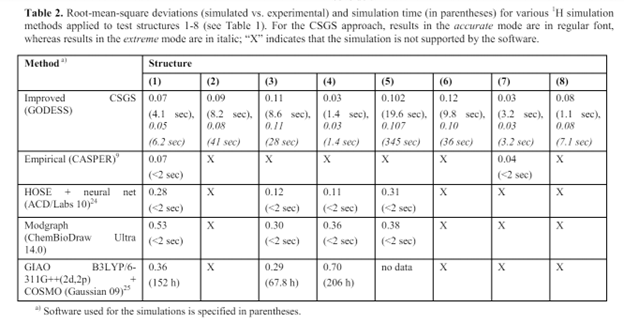 Table 2. Root-mean-square deviations (simulated vs. experimental) and simulation time (in parentheses) for various ¹H simulation
methods applied to test structures 1-8 (see Table 1). For the CSGS approach, results in the accurate mode are in regular font,
whereas results in the extreme mode are in italic; “X” indicates that the simulation is not supported by the software.
Method a) Structure
(1) (2) (3) (4) (5) (6) (7) (8)
Improved CSGS 0.07 0.09 0.11 0.03 0.102 0.12 0.03 0.08
(GODESS) (4.1 sec), (8.2 sec), (8.6 sec), (1.4 sec), (19.6 sec), (9.8 sec), (3.2 sec), (1.1 sec),
0.05 0.08 0.11 0.03 0.107 0.10 0.03 0.08
(6.2 sec) (41 sec) (28 sec) (1.4 sec) (345 sec) (36 sec) (3.2 sec) (7.1 sec)
Empirical (CASPER)9 0.07 X X X X X 0.04 X
(<2 sec) (<2 sec)
HOSE + neural net 0.28 X 0.12 0.11 0.31 X X X
(ACD/Labs 10)24 (<2 sec) (<2 sec) (<2 sec) (<2 sec)
Modgraph 0.53 X 0.30 0.36 0.38 X X X
(ChemBioDraw Ultra (<2 sec) (<2 sec) (<2 sec) (<2 sec)
14.0)
GIAO B3LYP/6- 0.36 X 0.29 0.70 no data X X X
311G++(2d,2p) + (152 h) (67.8 h) (206 h)
COSMO (Gaussian 09)25
a) Software used for the simulations is specified in parentheses.